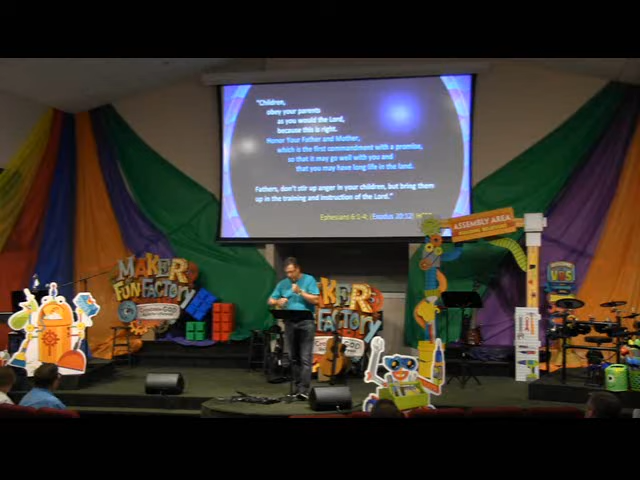 "Children,
obey your parents
as you would the Lord,
because this is right.
Honor Your Father and Mother,
which is the first commandment with a promise,
so that it may go well with you and
that you may have long life in the land.
Fathers, don't stir up anger in your children, but bring them
up in the training and instruction of the Lord."
Ephesians 6:1-4; (Exodus 20:12)
ASSEMBLY AREA
MAKER
FUN FACTORY
KER
FACTORY
VBS